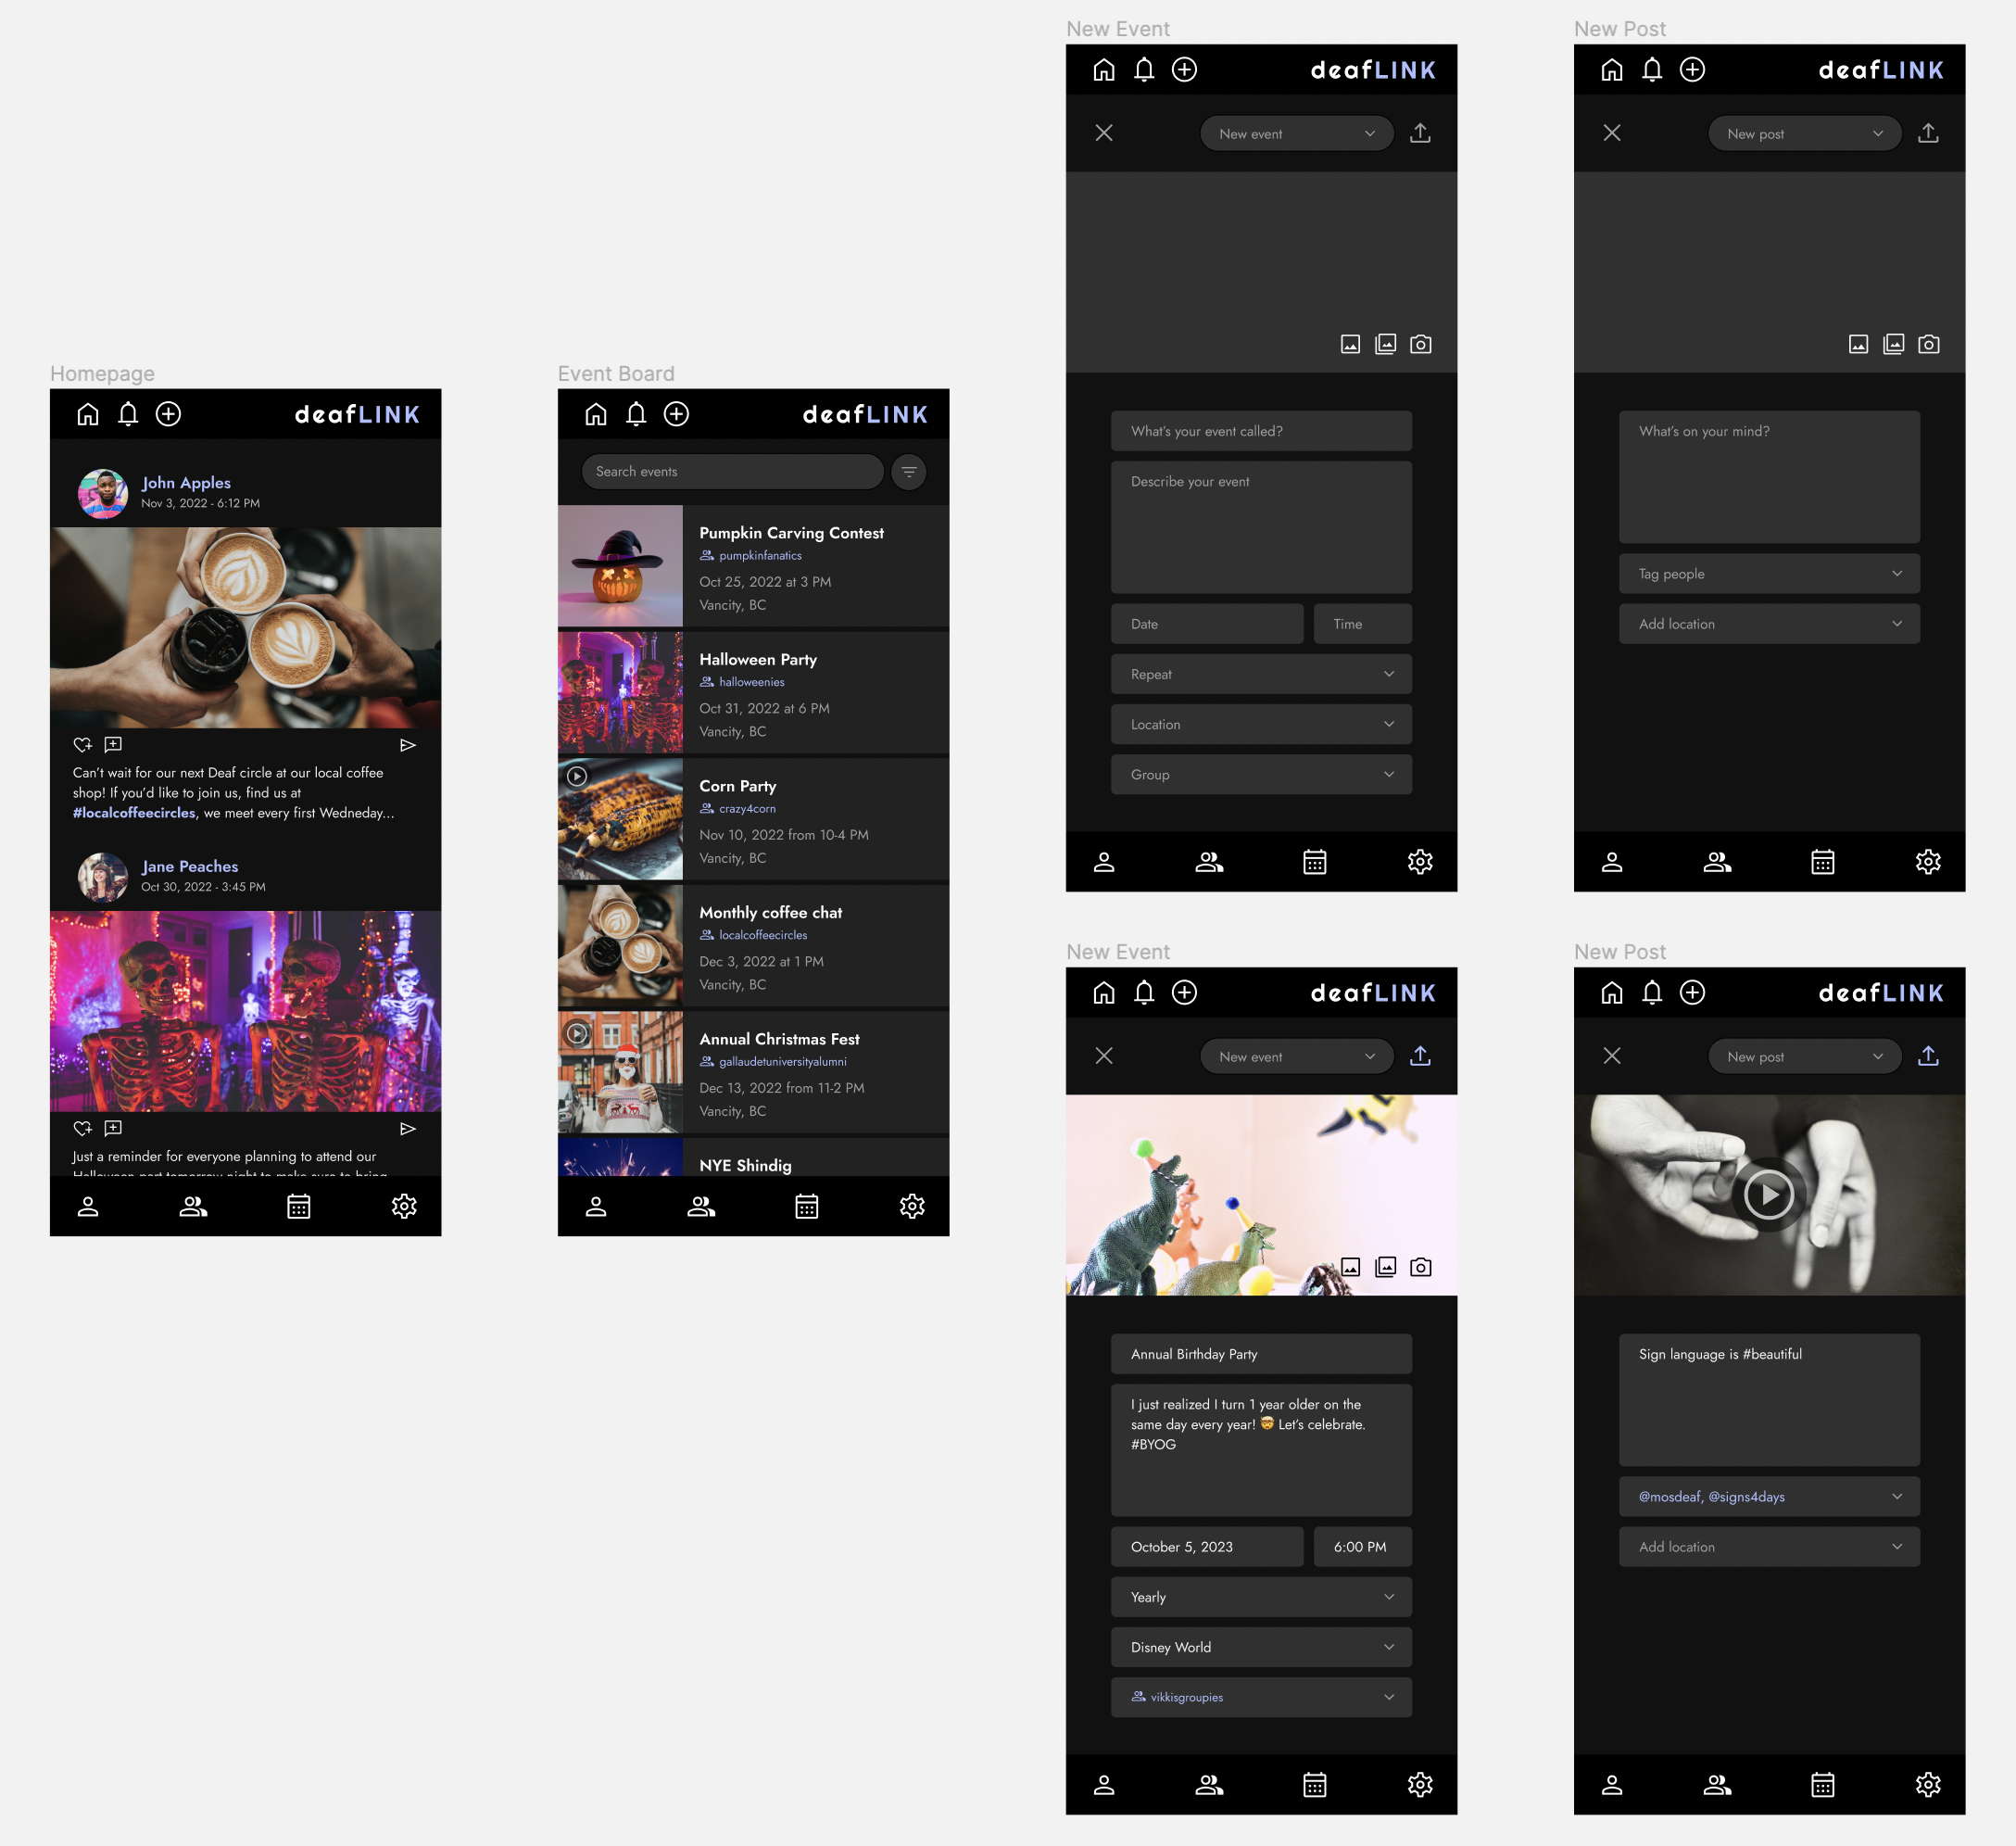 Homepage
deafLINK
John Apples
Nov 3, 2022 - 6:12 PM
Can't wait for our next Deaf circle at our local coffee
shop! If you'd like to join us, find us at
#localcoffeecircles, we meet every first Wedneday...
Jane Peaches
Oct 30, 2022 - 3:45 PM
Just a reminder for everyone planning to attend our
Halloween part tomorrow night to make sure to bring
Event Board
deafLINK
Search events
Pumpkin Carving Contest
pumpkinfanatics
Oct 25, 2022 at 3 PM
Vancity, BC
Halloween Party
halloweenies
Oct 31, 2022 at 6 PM
Vancity, BC
Corn Party
crazy4corn
Nov 10, 2022 from 10-4 PM
Vancity, BC
Monthly coffee chat
localcoffeecircles
Dec 3, 2022 at 1 PM
Vancity, BC
Annual Christmas Fest
gallaudetuniversityalumni
Dec 13, 2022 from 11-2 PM
Vancity, BC
NYE Shindig
New Event
deafLINK
New event
What's your event called?
Describe your event
Date
Time
Repeat
Location
Group
New Post
deafLINK
New post
What's on your mind?
Tag people
Add location
New Event
deafLINK
New event
Annual Birthday Party
I just realized I turn 1 year older on the
same day every year! 🤯 Let's celebrate.
#BYOG
October 5, 2023
6:00 PM
Yearly
Disney World
vikkisgroupies
New Post
deafLINK
New post
Sign language is #beautiful
@mosdeaf, @signs4days
Add location